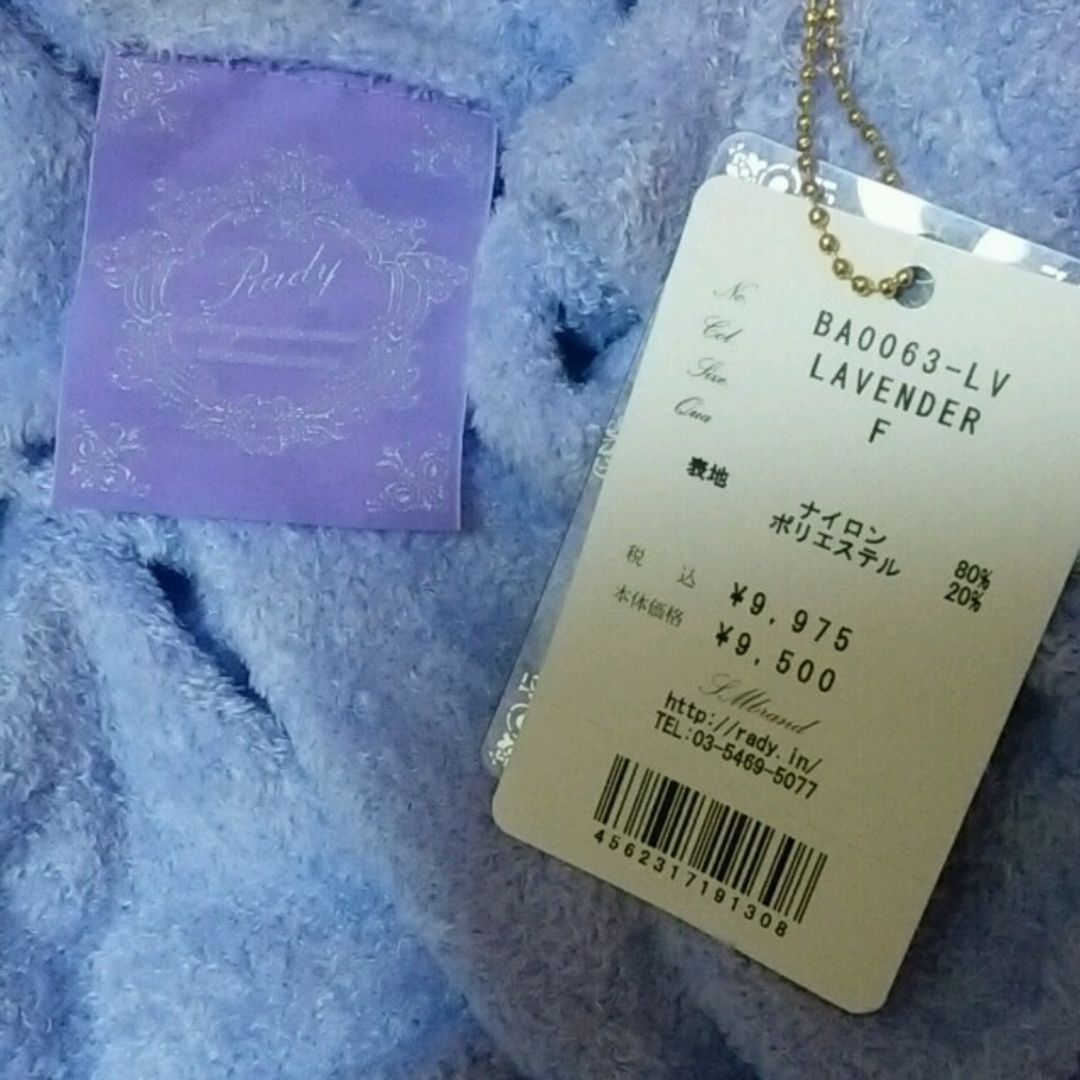 Rady
No. BA0063-LV
Col LAVENDER
Size F
Qua
表地
ナイロン 80%
ポリエステル 20%
税込 ¥9,975
本体価格 ¥9,500
SMbrand
http://rady.in/
TEL:03-5469-5077
4562317191308